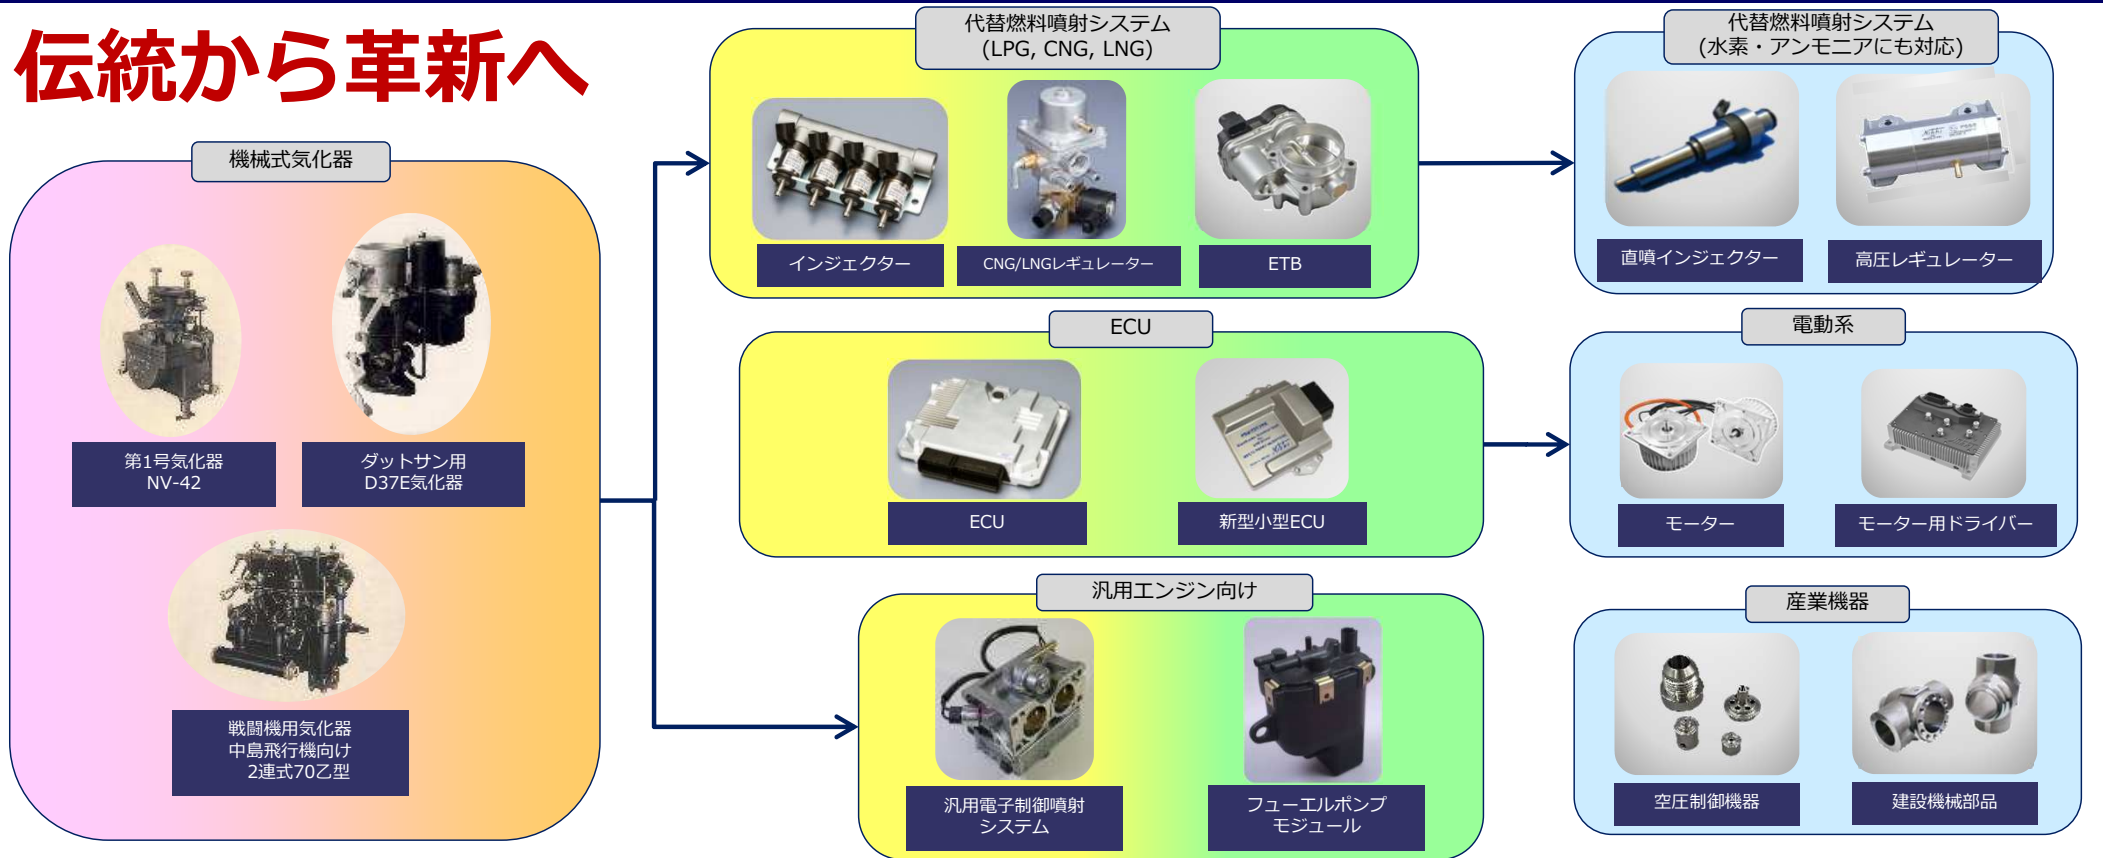 伝統から革新へ
機械式気化器
第1号気化器
NV-42
ダットサン用
D37E気化器
戦闘機用気化器
中島飛行機向け
2連式70乙型
代替燃料噴射システム
(LPG, CNG, LNG)
インジェクター
CNG/LNGレギュレーター
ETB
ECU
ECU
新型小型ECU
汎用エンジン向け
汎用電子制御噴射
システム
フューエルポンプ
モジュール
代替燃料噴射システム
(水素・アンモニアにも対応)
直噴インジェクター
高圧レギュレーター
電動系
モーター
モーター用ドライバー
産業機器
空圧制御機器
建設機械部品